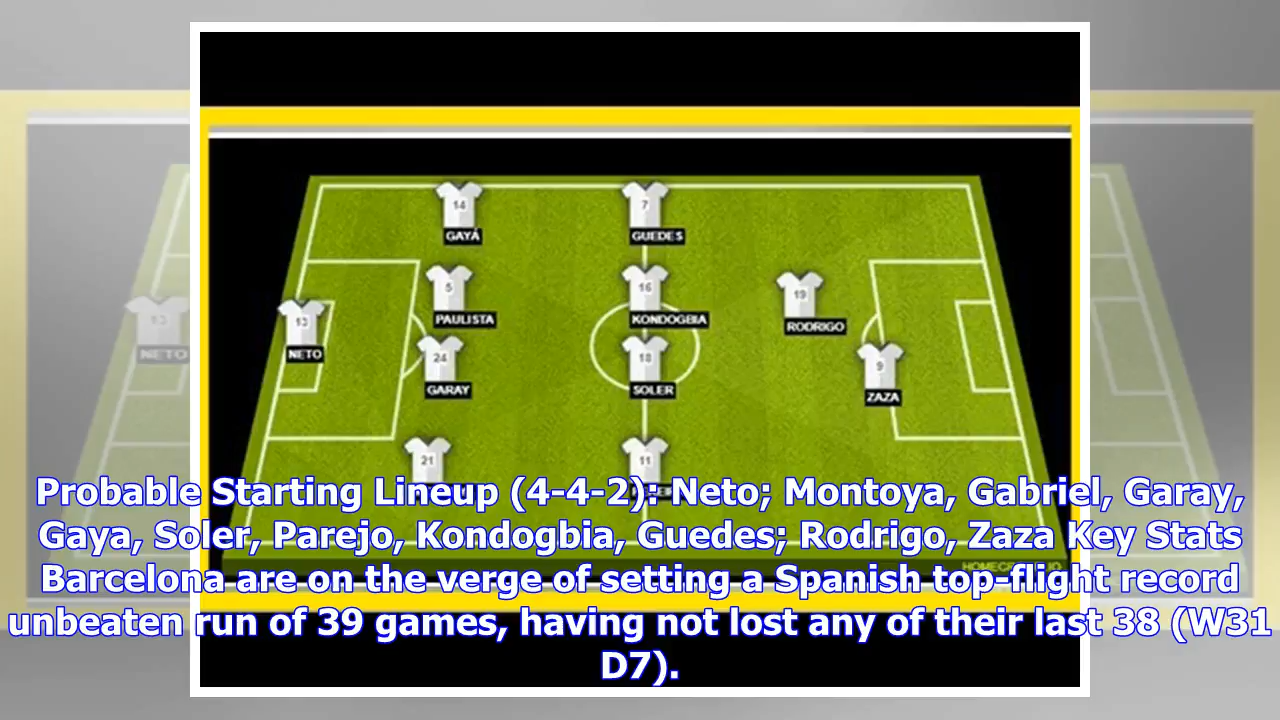 14
GAYÀ
7
GUEDES
5
PAULISTA
16
KONDOGBIA
19
RODRIGO
13
NETO
13
NETO
24
GARAY
18
SOLER
9
ZAZA
21
11
Probable Starting Lineup (4-4-2): Neto; Montoya, Gabriel, Garay,
Gaya, Soler, Parejo, Kondogbia, Guedes; Rodrigo, Zaza Key Stats
Barcelona are on the verge of setting a Spanish top-flight record
unbeaten run of 39 games, having not lost any of their last 38 (W31
D7).